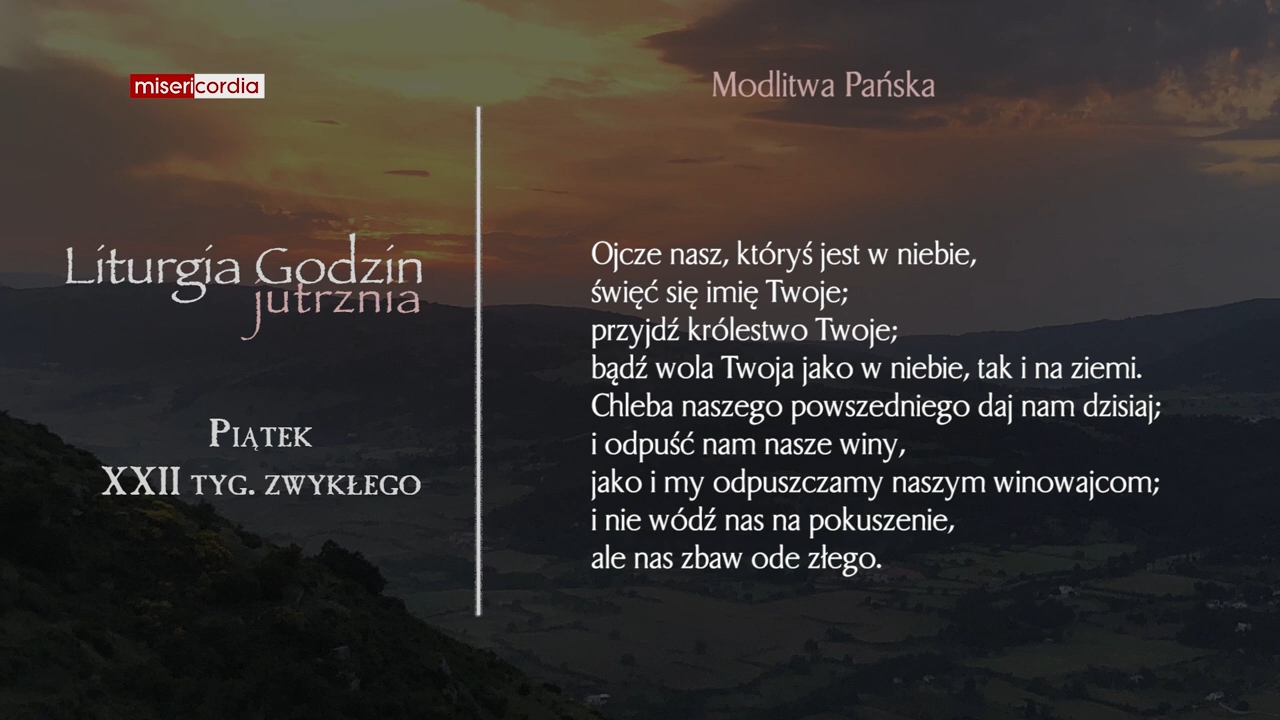 misericordia
Liturgia Godzin
jutrznia
Piątek
XXII tyg. zwykłego
Modlitwa Pańska
Ojcze nasz, któryś jest w niebie,
święć się imię Twoje;
przyjdź królestwo Twoje;
bądź wola Twoja jako w niebie, tak i na ziemi.
Chleba naszego powszedniego daj nam dzisiaj;
i odpuść nam nasze winy,
jako i my odpuszczamy naszym winowajcom;
i nie wódź nas na pokuszenie,
ale nas zbaw ode złego.